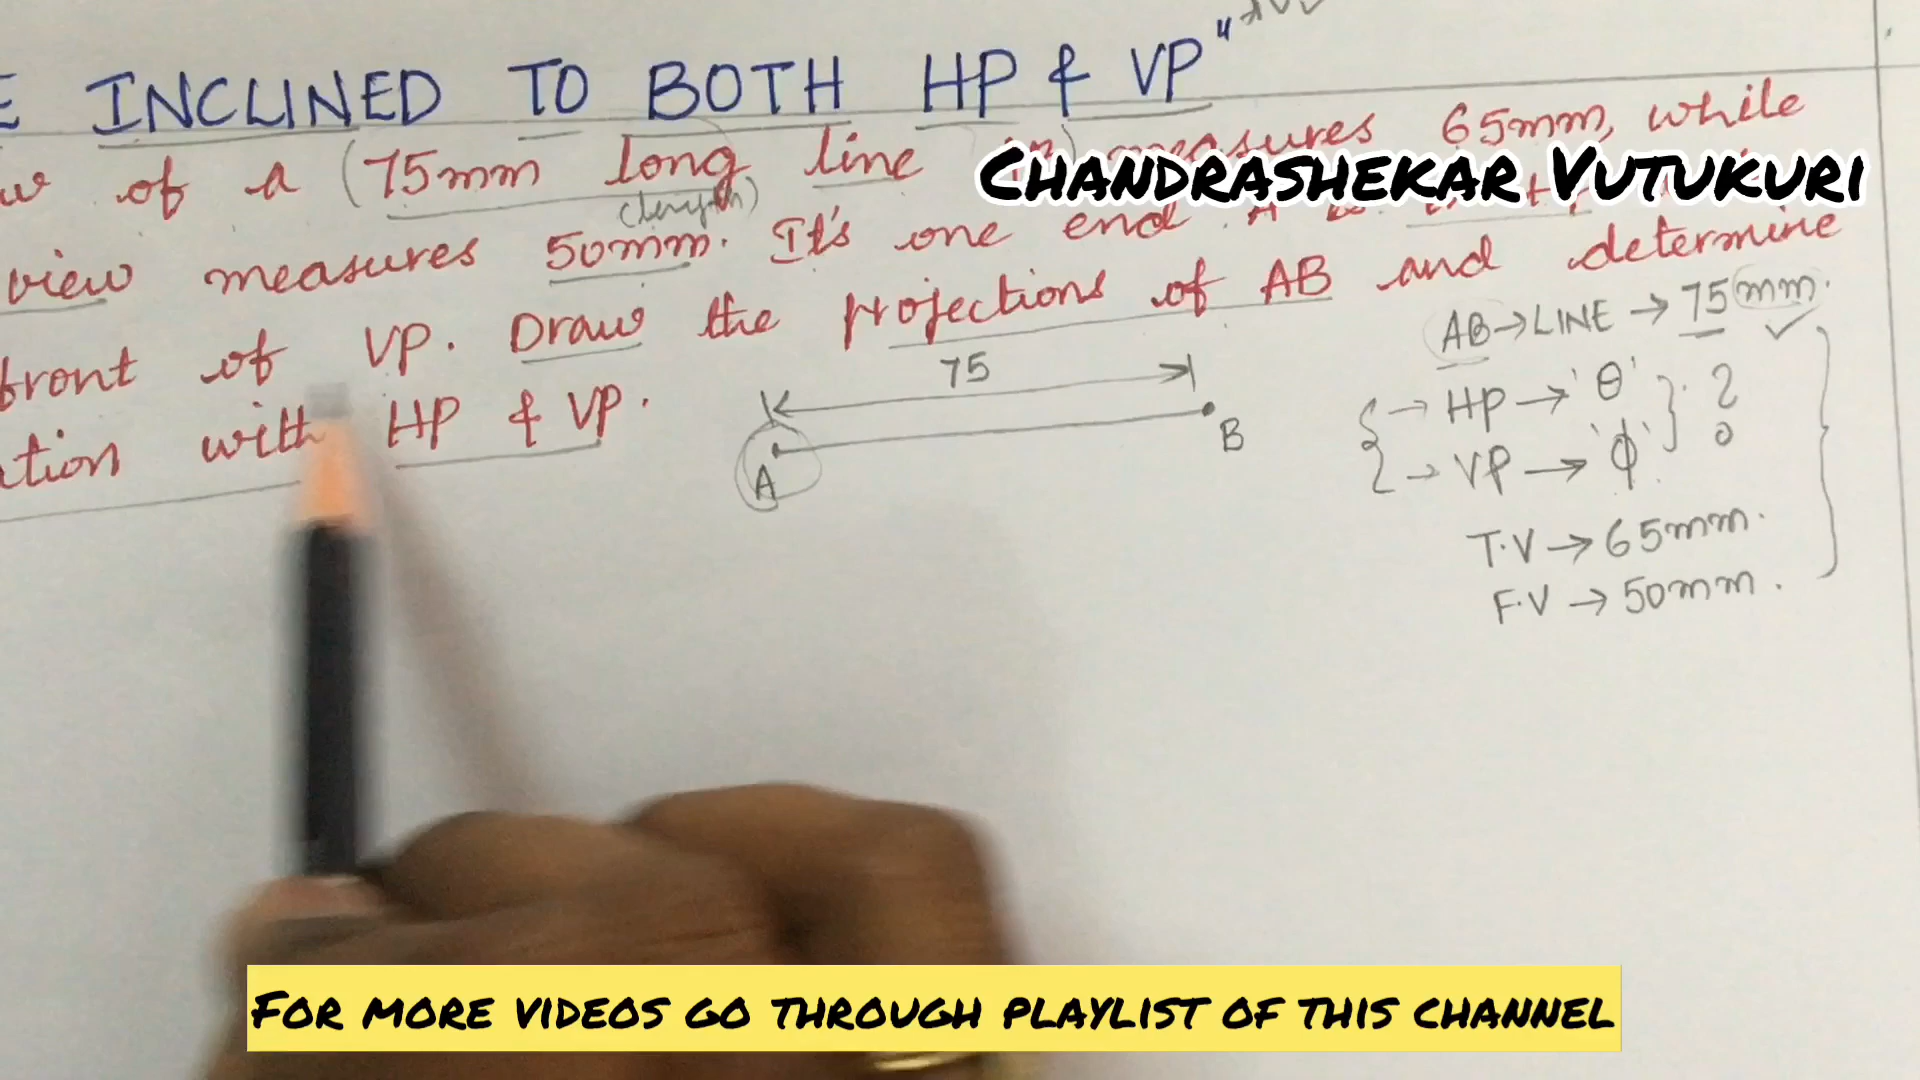 INCLINED TO BOTH HP & VP"
of a (75mm long line measures 65mm, while
(length)
CHANDRASHEKAR VUTUKURI
view measures 50mm. It's one end A
front of VP. Draw the projections of AB and determine
with HP & VP.
75
A
B
AB→LINE → 75mm.
→ HP → 'θ'
→ VP → 'ϕ'
?
T.V → 65mm.
F.V → 50mm.
FOR MORE VIDEOS GO THROUGH PLAYLIST OF THIS CHANNEL